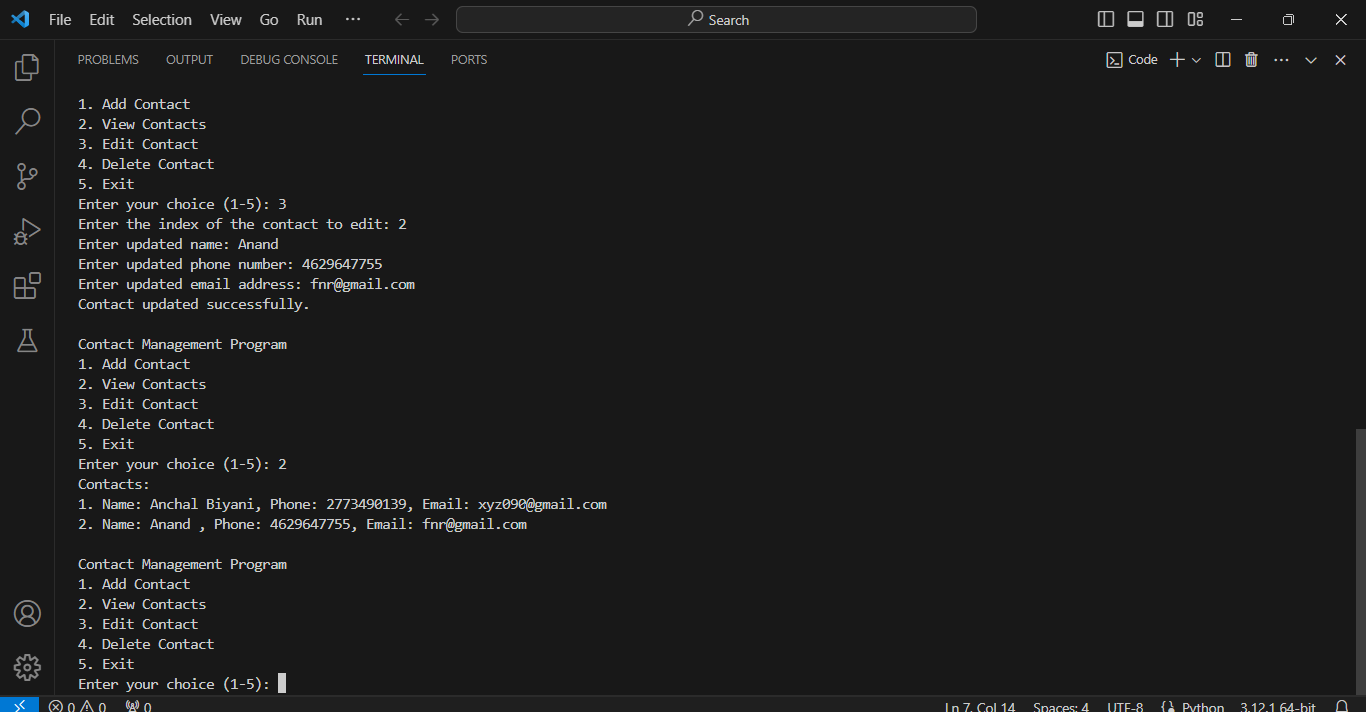 File Edit Selection View Go Run ...
Search
PROBLEMS OUTPUT DEBUG CONSOLE TERMINAL PORTS
Code
1. Add Contact
2. View Contacts
3. Edit Contact
4. Delete Contact
5. Exit
Enter your choice (1-5): 3
Enter the index of the contact to edit: 2
Enter updated name: Anand
Enter updated phone number: 4629647755
Enter updated email address: fnr@gmail.com
Contact updated successfully.
Contact Management Program
1. Add Contact
2. View Contacts
3. Edit Contact
4. Delete Contact
5. Exit
Enter your choice (1-5): 2
Contacts:
1. Name: Anchal Biyani, Phone: 2773490139, Email: xyz090@gmail.com
2. Name: Anand , Phone: 4629647755, Email: fnr@gmail.com
Contact Management Program
1. Add Contact
2. View Contacts
3. Edit Contact
4. Delete Contact
5. Exit
Enter your choice (1-5):
0 0 0 Ln 7, Col 14 Spaces: 4 UTF-8 Python 3.12.1 64-bit